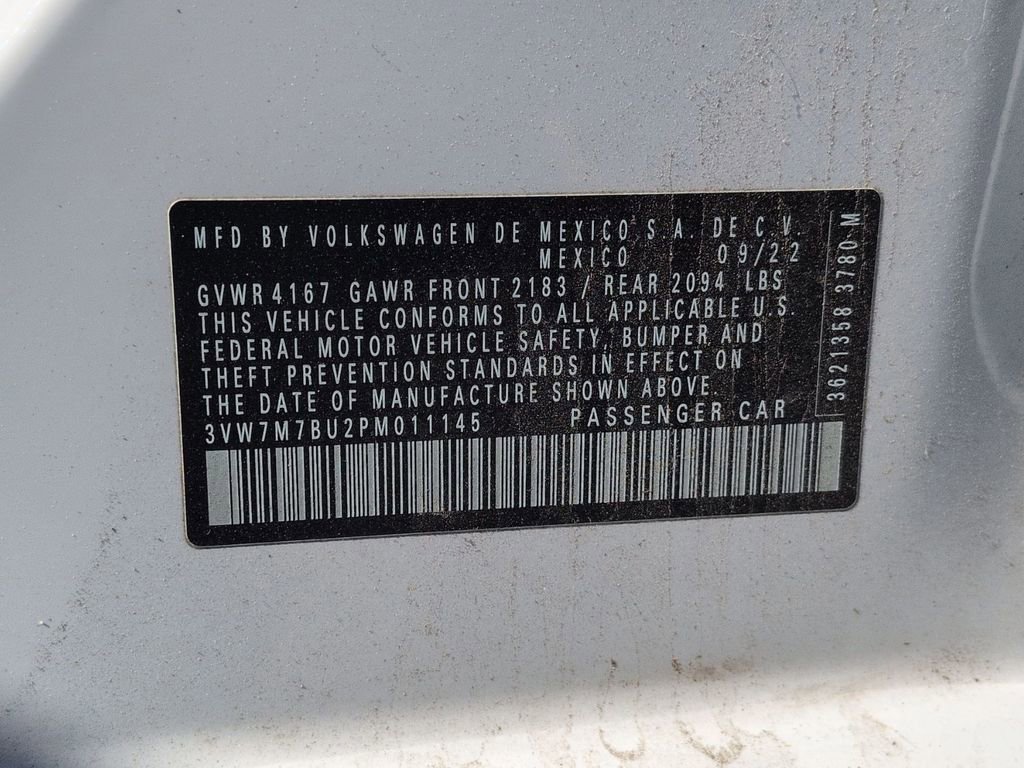 MFD BY VOLKSWAGEN DE MEXICO S.A. DE C.V.
MEXICO 09/22
GVWR 4167 GAWR FRONT 2183 / REAR 2094 LBS
THIS VEHICLE CONFORMS TO ALL APPLICABLE U.S.
FEDERAL MOTOR VEHICLE SAFETY, BUMPER AND
THEFT PREVENTION STANDARDS IN EFFECT ON
THE DATE OF MANUFACTURE SHOWN ABOVE.
3VW7M7BU2PM011145 PASSENGER CAR
3621358 3780-M